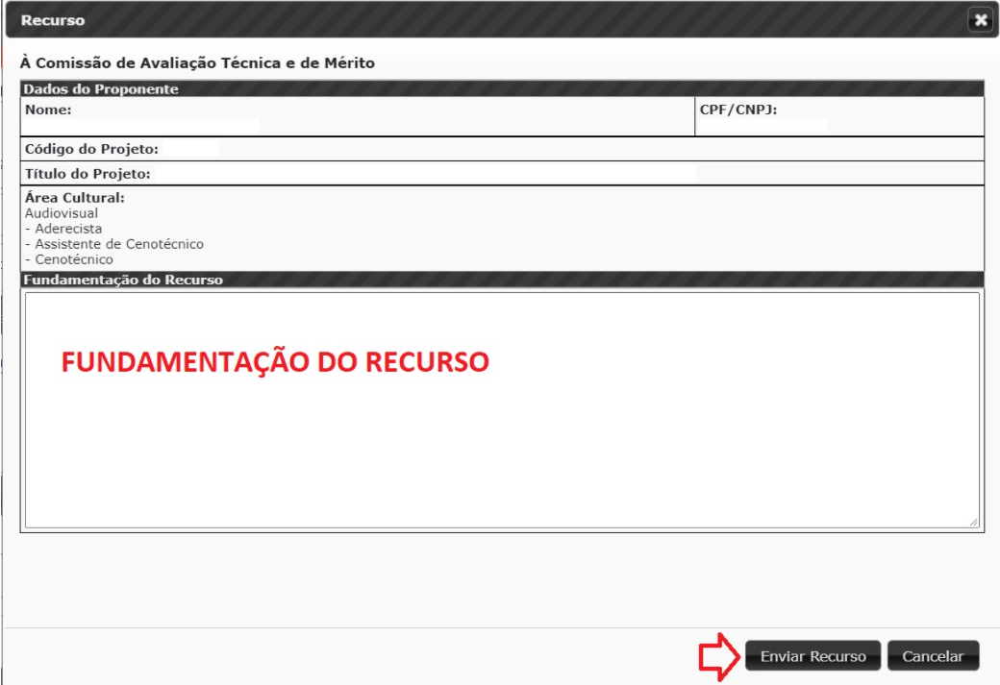 Recurso
À Comissão de Avaliação Técnica e de Mérito
Dados do Proponente
Nome:
CPF/CNPJ:
Código do Projeto:
Título do Projeto:
Área Cultural:
Audiovisual
- Aderecista
- Assistente de Cenotécnico
- Cenotécnico
Fundamentação do Recurso
FUNDAMENTAÇÃO DO RECURSO
Enviar Recurso
Cancelar